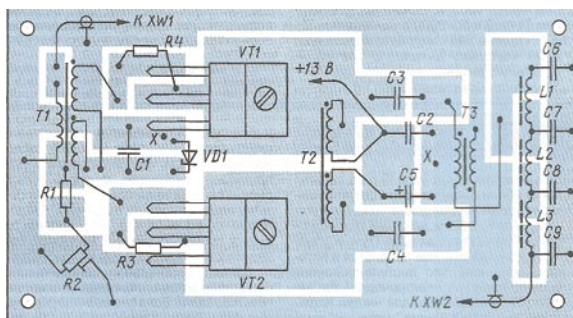 К XW1
R4
VT1
+13 В
C3
C6
L1
T1
C2
T3
C7
X
C1
VD1
T2
X
L2
C5
+
C8
R1
L3
C4
C9
R3
R2
VT2
К XW2